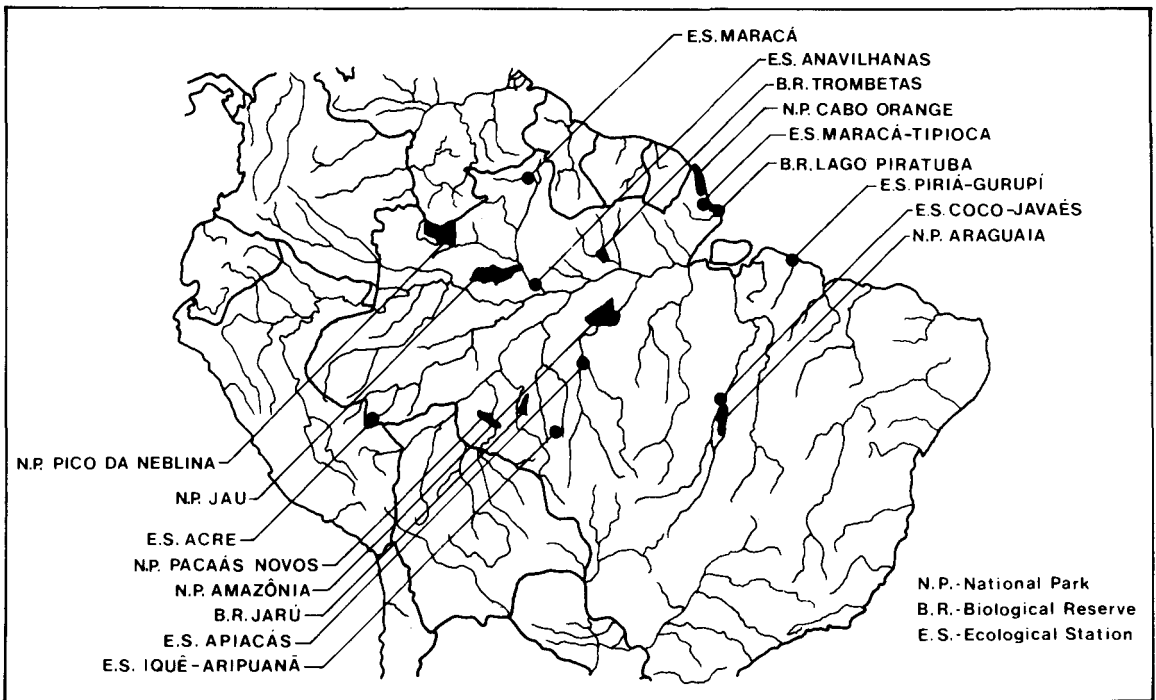 E.S. MARACÁ
E.S. ANAVILHANAS
B.R. TROMBETAS
N.P. CABO ORANGE
E.S. MARACÁ-TIPIOCA
B.R. LAGO PIRATUBA
E.S. PIRIÁ-GURUPÍ
E.S. COCO-JAVAÉS
N.P. ARAGUAIA
N.P. PICO DA NEBLINA
N.P. JAU
E.S. ACRE
N.P. PACAÁS NOVOS
N.P. AMAZÔNIA
B.R. JARÚ
E.S. APIACÁS
E.S. IQUÊ-ARIPUANÃ
N.P.-National Park
B.R.-Biological Reserve
E.S.-Ecological Station